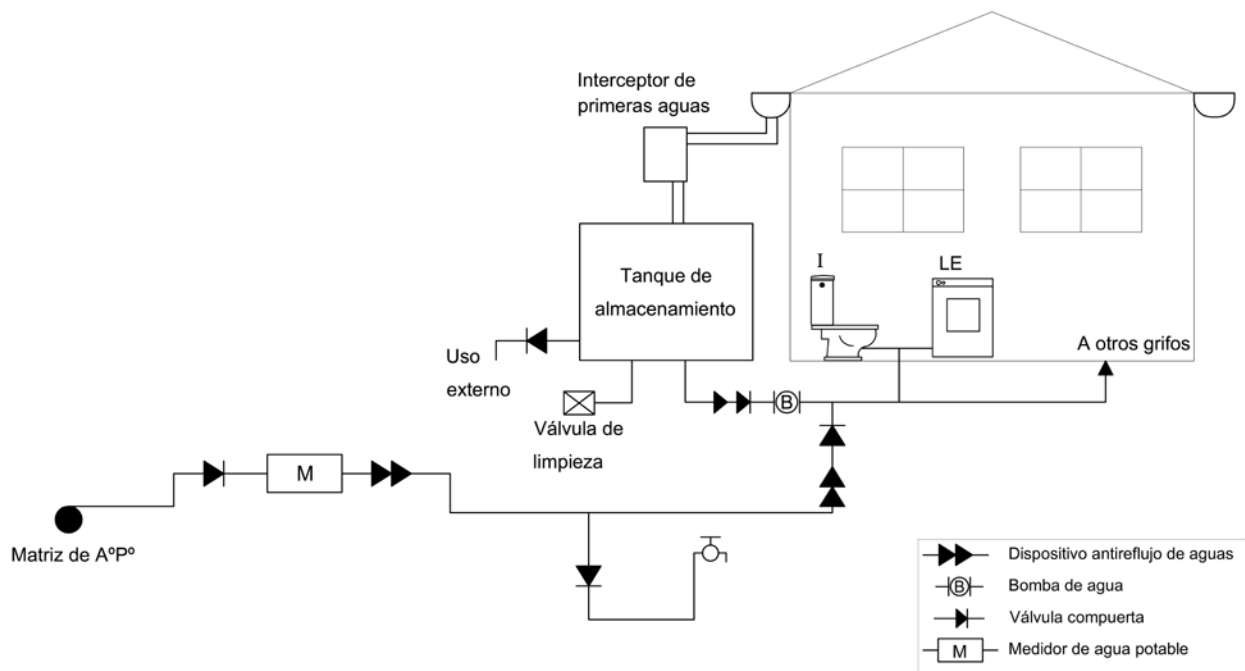 Interceptor de
primeras aguas
Tanque de
almacenamiento
I
LE
A otros grifos
Uso
externo
Válvula de
limpieza
B
M
Matriz de AºPº
Dispositivo antireflujo de aguas
B
Bomba de agua
Válvula compuerta
M
Medidor de agua potable